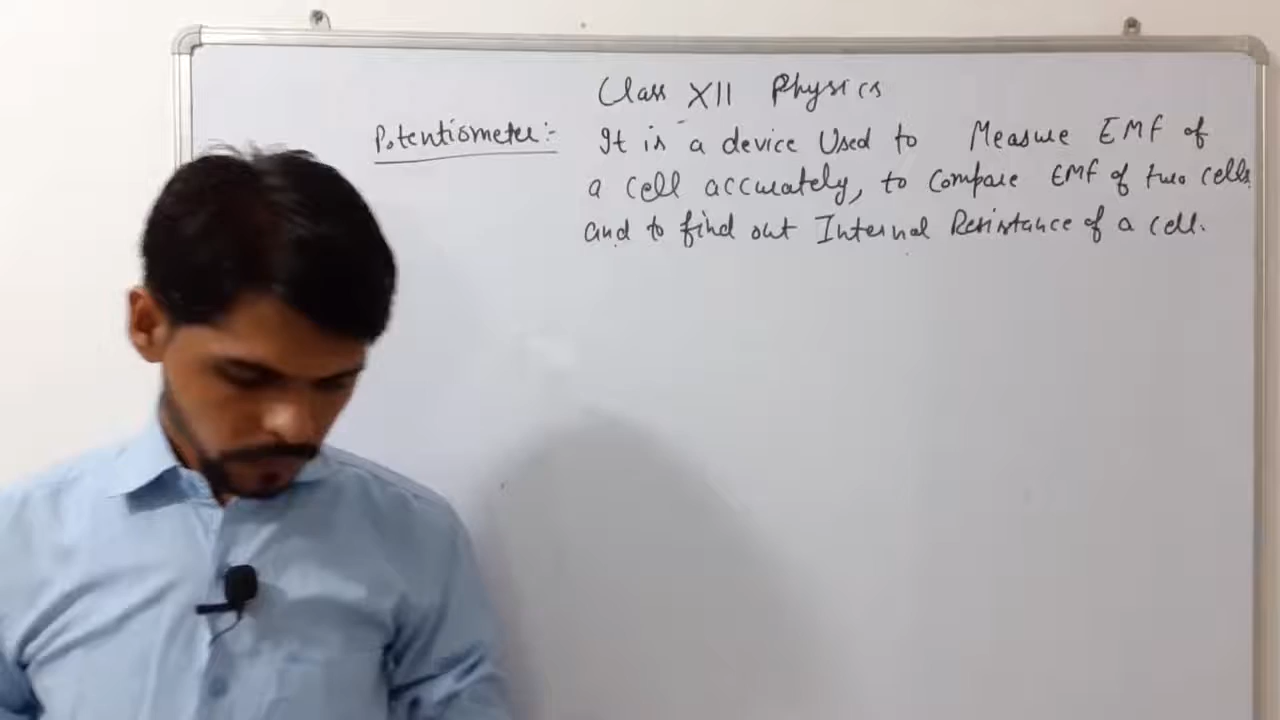 Class XII Physics
Potentiometer:- It is a device Used to Measure EMF of
a cell accurately, to Compare EMF of two cells
and to find out Internal Resistance of a cell.